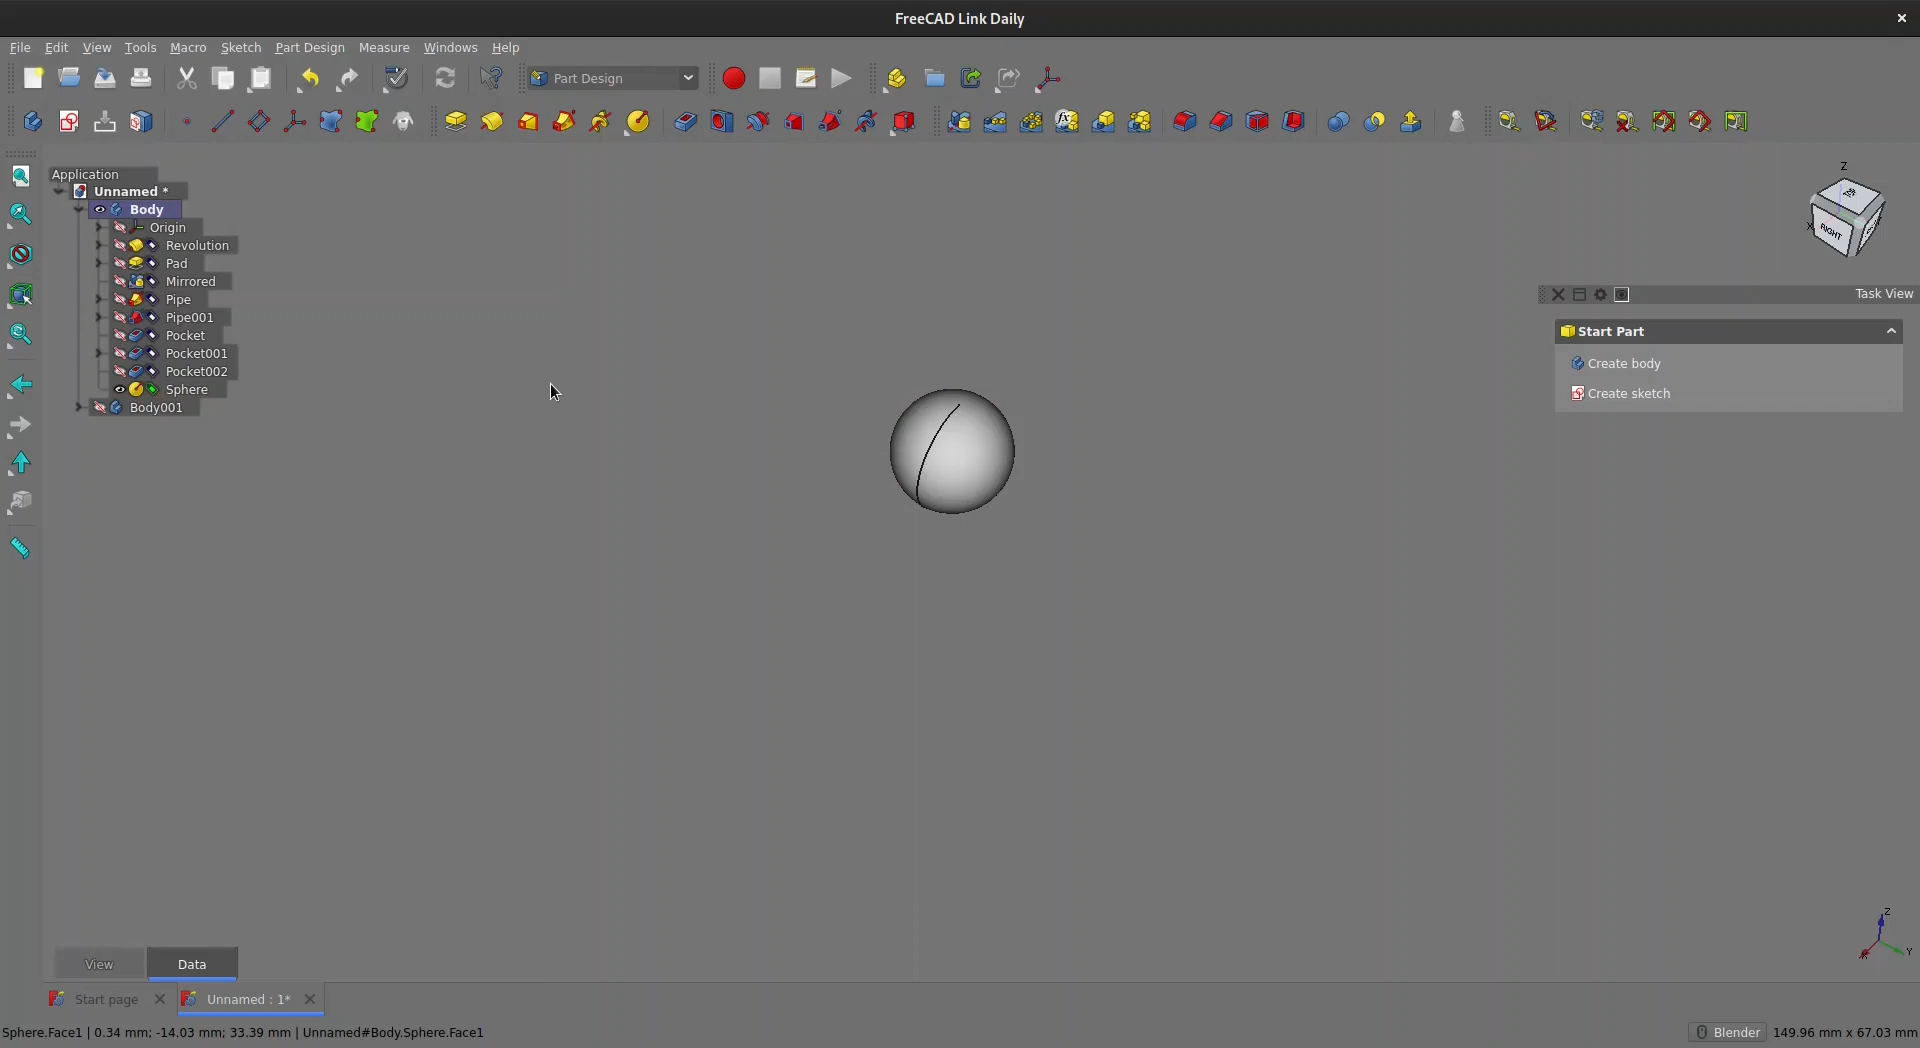 FreeCAD Link Daily
File Edit View Tools Macro Sketch Part Design Measure Windows Help
Part Design
Application
Unnamed *
Body
Origin
Revolution
Pad
Mirrored
Pipe
Pipe001
Pocket
Pocket001
Pocket002
Sphere
Body001
Z
X
RIGHT
Task View
Start Part
Create body
Create sketch
Z
Y
X
View Data
Start page Unnamed : 1*
Sphere.Face1 | 0.34 mm; -14.03 mm; 33.39 mm | Unnamed#Body.Sphere.Face1
Blender 149.96 mm x 67.03 mm